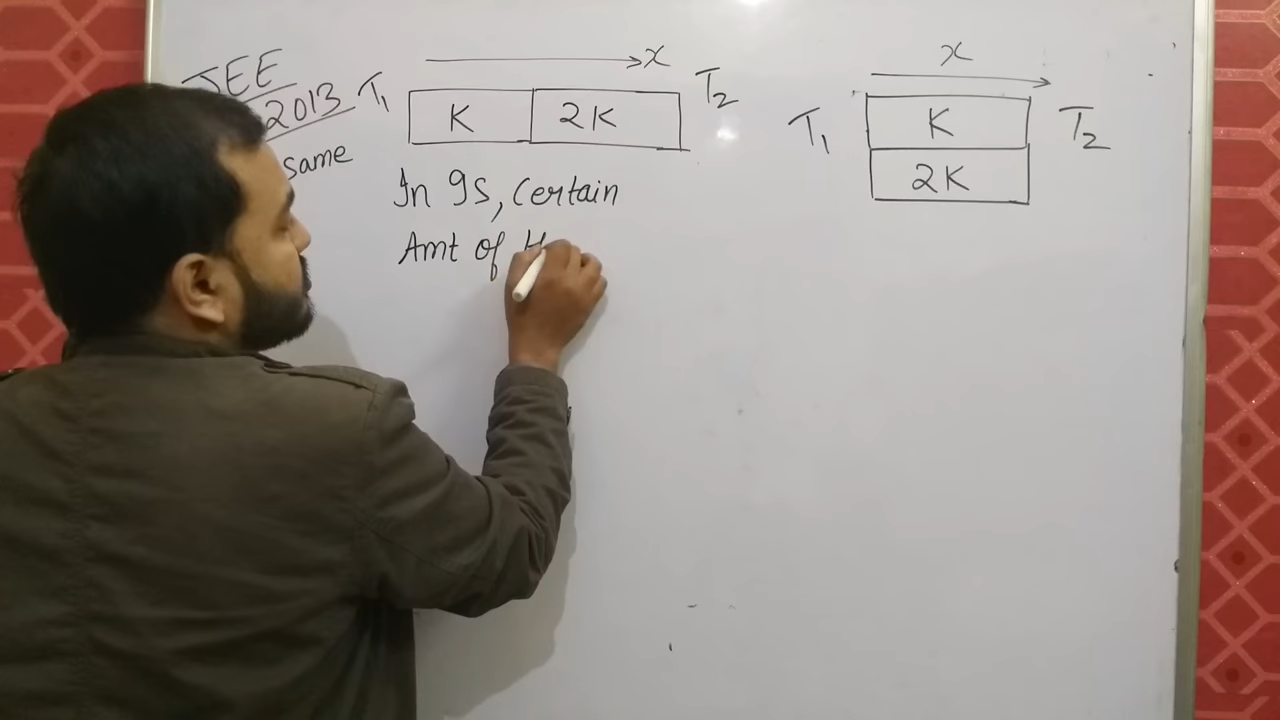 JEE
2013
same
T1
x
K
2K
T2
In 9s, Certain
Amt of H
x
T1
K
2K
T2